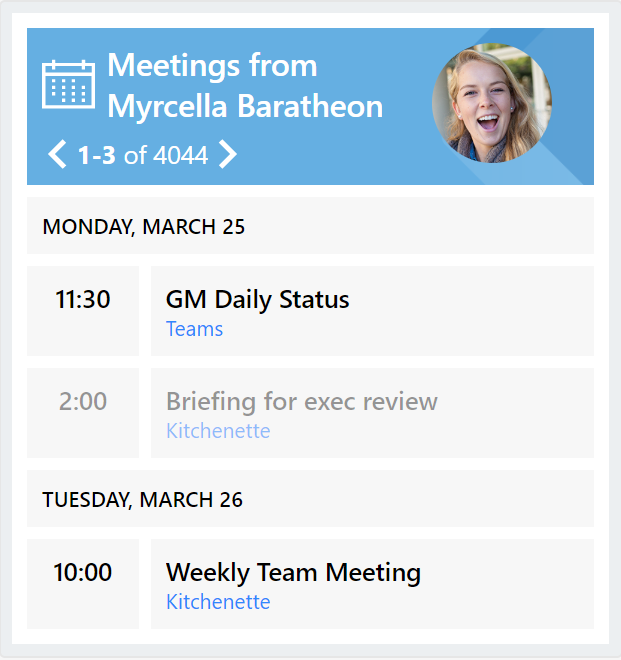 Meetings from
Myrcella Baratheon
1-3 of 4044
MONDAY, MARCH 25
11:30 GM Daily Status
Teams
2:00 Briefing for exec review
Kitchenette
TUESDAY, MARCH 26
10:00 Weekly Team Meeting
Kitchenette